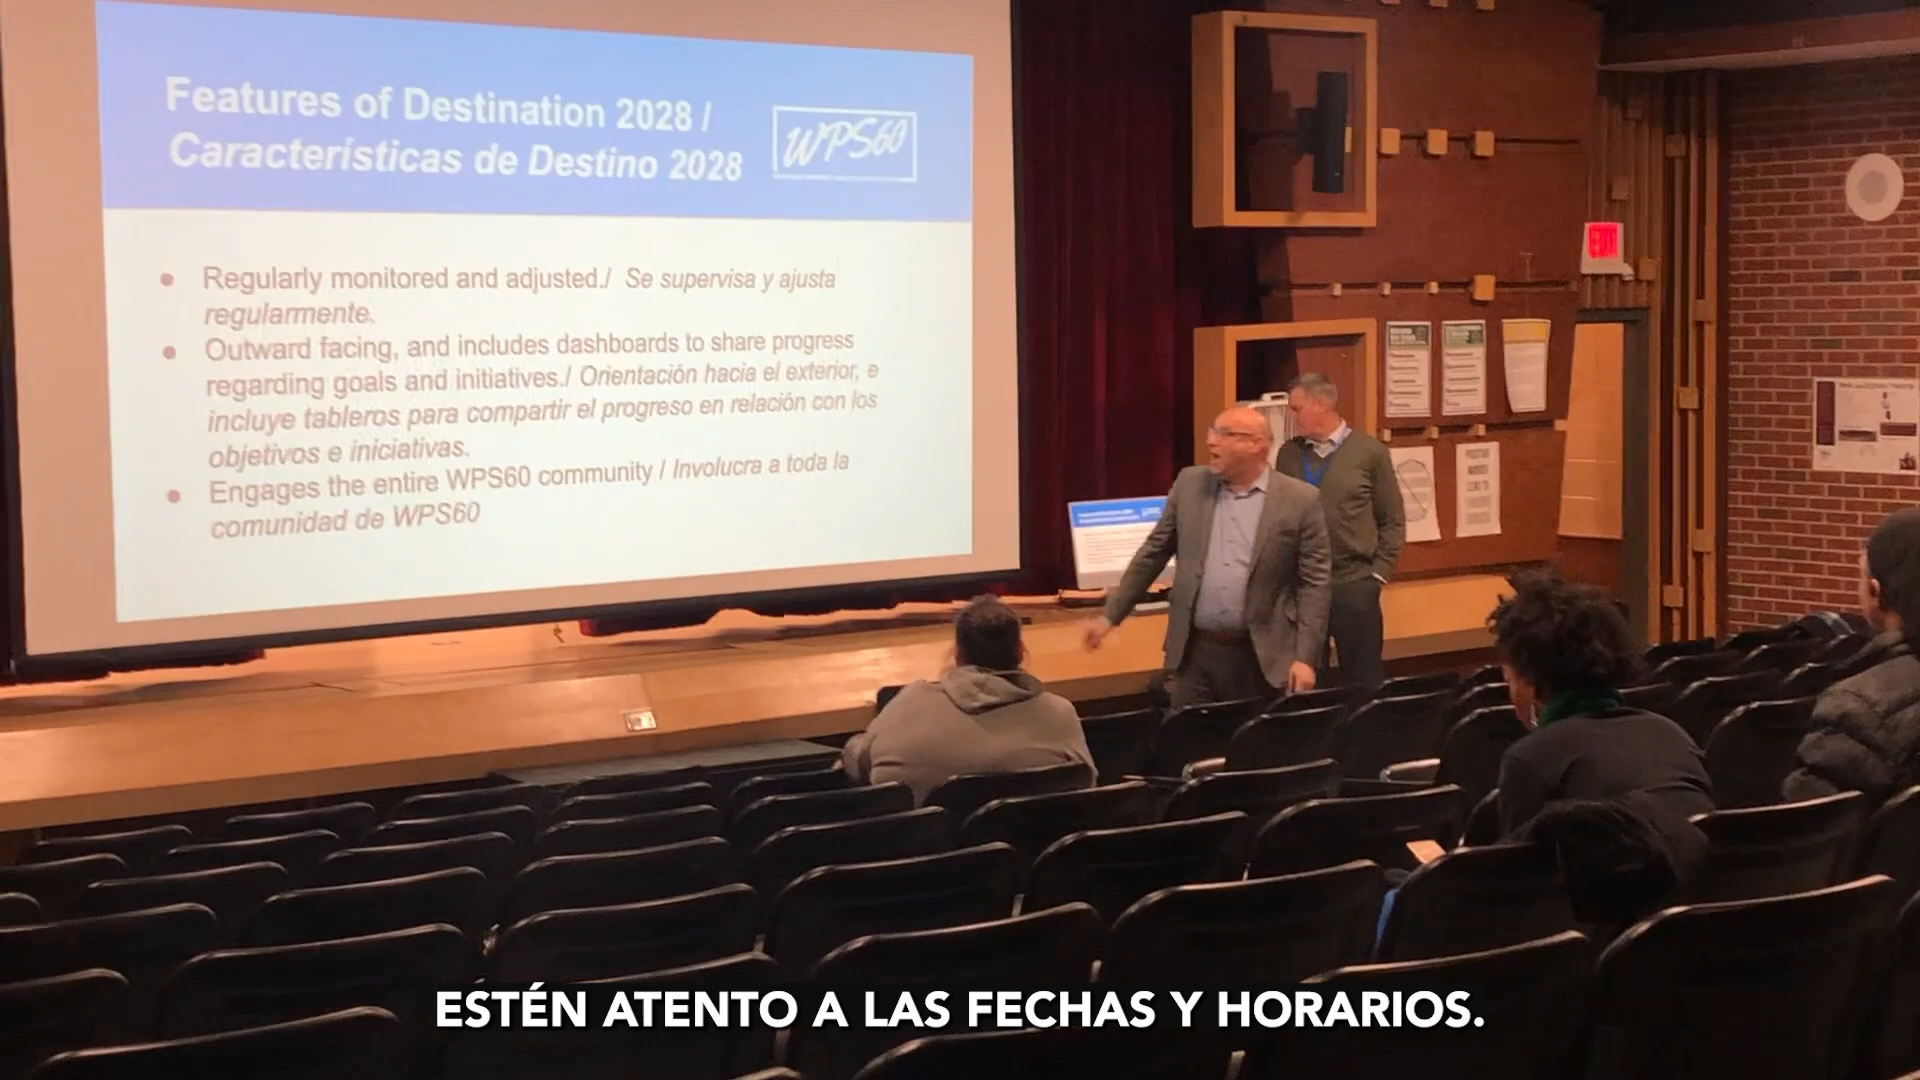 Features of Destination 2028 /
Características de Destino 2028
WPS60
Regularly monitored and adjusted./ Se supervisa y ajusta
regularmente.
Outward facing, and includes dashboards to share progress
regarding goals and initiatives./ Orientación hacia el exterior, e
incluye tableros para compartir el progreso en relación con los
objetivos e iniciativas.
Engages the entire WPS60 community / Involucra a toda la
comunidad de WPS60
ESTÉN ATENTO A LAS FECHAS Y HORARIOS.